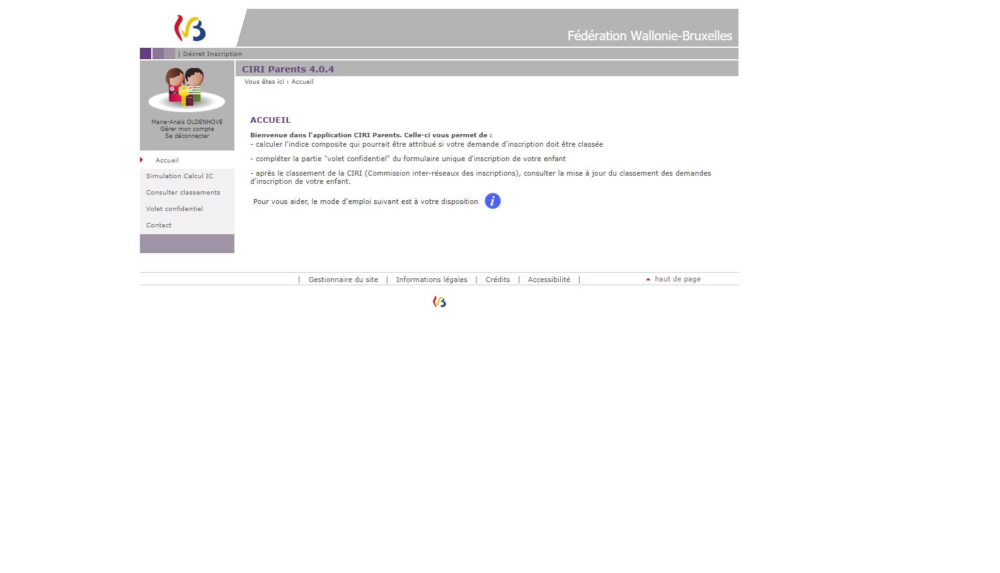 Fédération Wallonie-Bruxelles
| Décret Inscription
CIRI Parents 4.0.4
Vous êtes ici : Accueil
Marie-Anaïs OLDENHOVE
Gérer mon compte
Se déconnecter
Accueil
Simulation Calcul IC
Consulter classements
Volet confidentiel
Contact
ACCUEIL
Bienvenue dans l'application CIRI Parents. Celle-ci vous permet de :
- calculer l'indice composite qui pourrait être attribué si votre demande d'inscription doit être classée
- compléter la partie "volet confidentiel" du formulaire unique d'inscription de votre enfant
- après le classement de la CIRI (Commission inter-réseaux des inscriptions), consulter la mise à jour du classement des demandes
d'inscription de votre enfant.
Pour vous aider, le mode d'emploi suivant est à votre disposition i
| Gestionnaire du site | Informations légales | Crédits | Accessibilité | haut de page